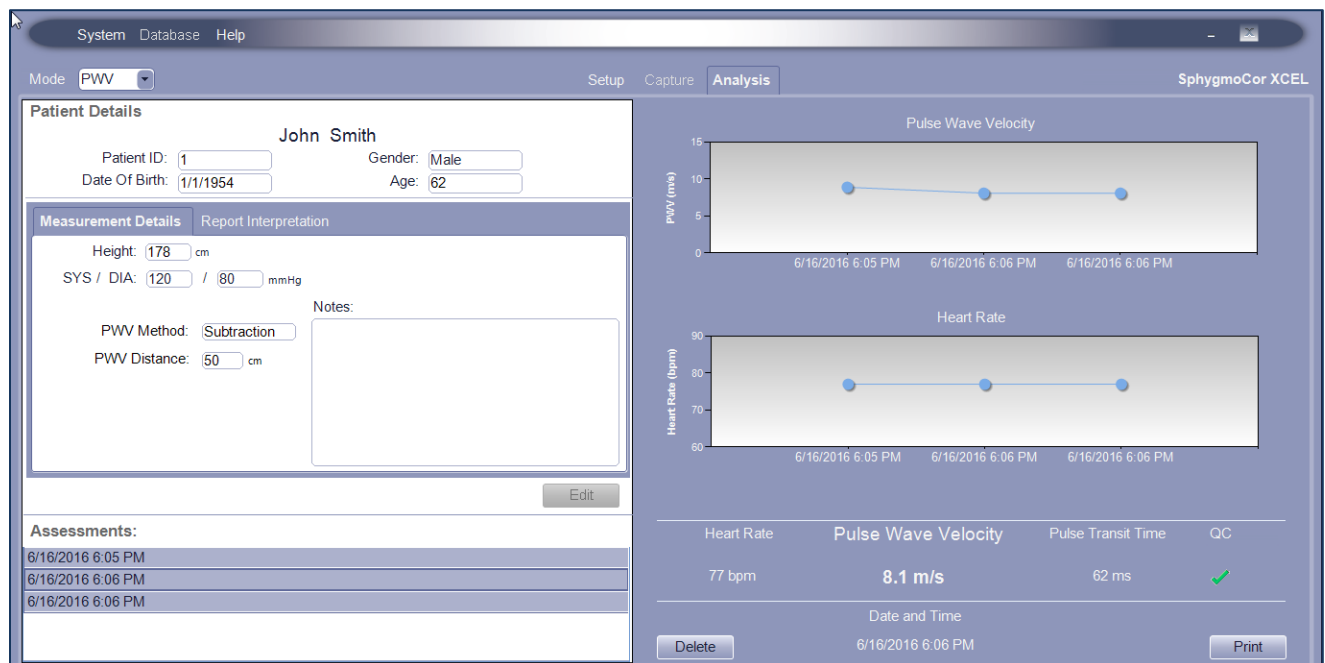 System Database Help
Mode PWV Setup Capture Analysis SphygmoCor XCEL
Patient Details
John Smith
Patient ID: 1 Gender: Male
Date Of Birth: 1/1/1954 Age: 62
Measurement Details Report Interpretation
Height: 178 cm
SYS / DIA: 120 / 80 mmHg
Notes:
PWV Method: Subtraction
PWV Distance: 50 cm
Edit
Assessments:
6/16/2016 6:05 PM
6/16/2016 6:06 PM
6/16/2016 6:06 PM
Pulse Wave Velocity
PWV (m/s)
15
10
5
0
6/16/2016 6:05 PM 6/16/2016 6:06 PM 6/16/2016 6:06 PM
Heart Rate
Heart Rate (bpm)
90
80
70
60
6/16/2016 6:05 PM 6/16/2016 6:06 PM 6/16/2016 6:06 PM
Heart Rate Pulse Wave Velocity Pulse Transit Time QC
77 bpm 8.1 m/s 62 ms
Date and Time
Delete 6/16/2016 6:06 PM Print